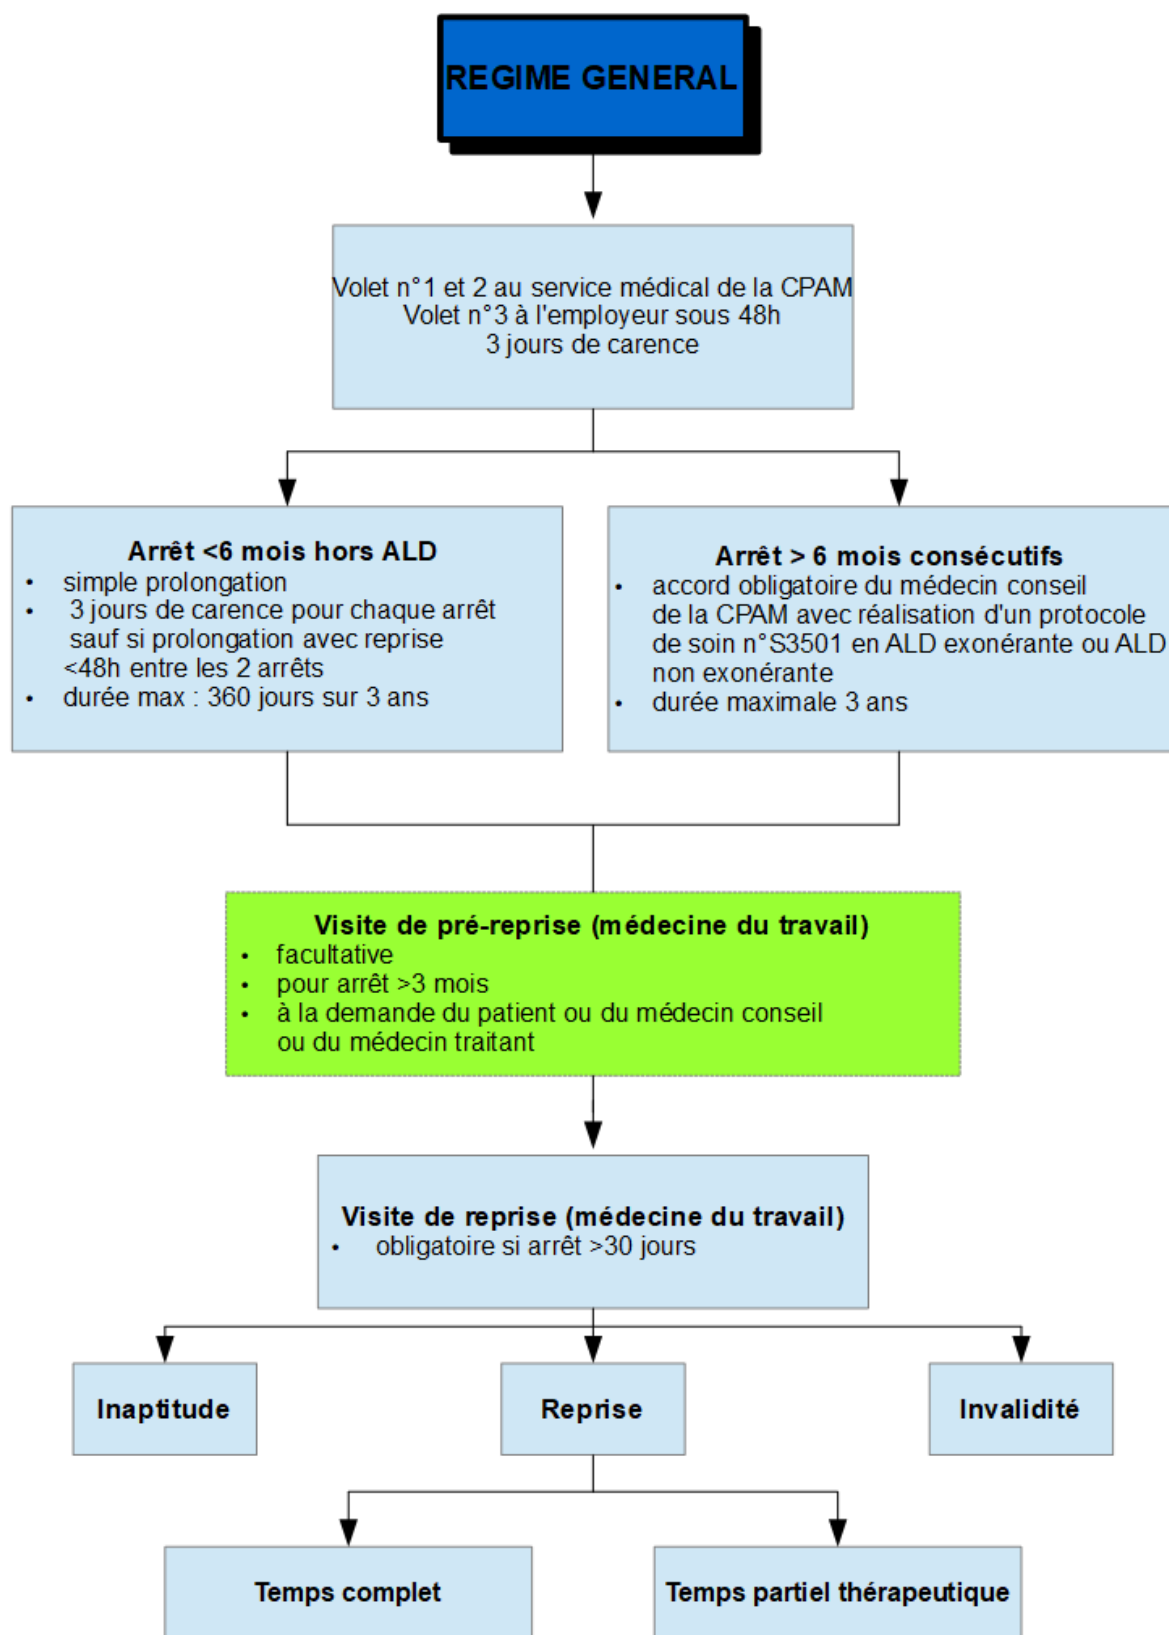 REGIME GENERAL
Volet n°1 et 2 au service médical de la CPAM
Volet n°3 à l'employeur sous 48h
3 jours de carence
Arrêt <6 mois hors ALD
• simple prolongation
• 3 jours de carence pour chaque arrêt
sauf si prolongation avec reprise
<48h entre les 2 arrêts
• durée max : 360 jours sur 3 ans
Arrêt > 6 mois consécutifs
• accord obligatoire du médecin conseil
de la CPAM avec réalisation d'un protocole
de soin n°S3501 en ALD exonérante ou ALD
non exonérante
• durée maximale 3 ans
Visite de pré-reprise (médecine du travail)
• facultative
• pour arrêt >3 mois
• à la demande du patient ou du médecin conseil
ou du médecin traitant
Visite de reprise (médecine du travail)
• obligatoire si arrêt >30 jours
Inaptitude
Reprise
Invalidité
Temps complet
Temps partiel thérapeutique